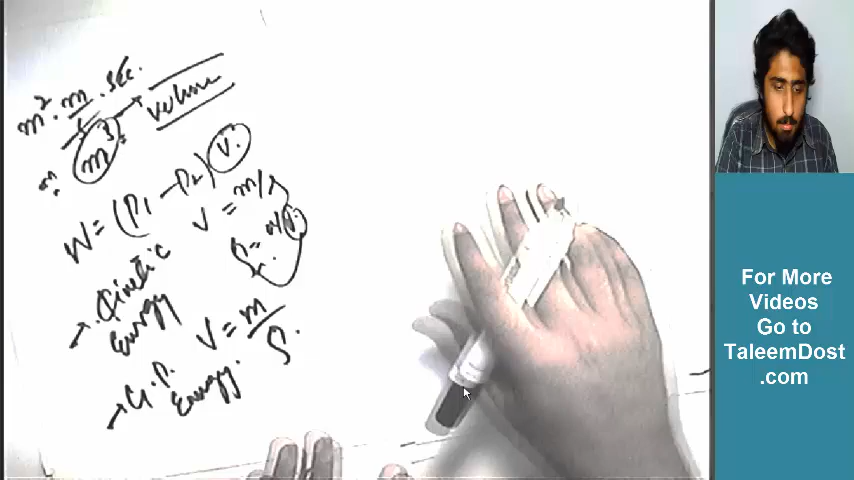 m² · m/s · sec.
= m³ → volume
W = (P₁ - P₂) V
V = m/ρ
→ Kinetic
Energy
V = m/ρ.
→ G.P.
Energy.
For More
Videos
Go to
TaleemDost
.com